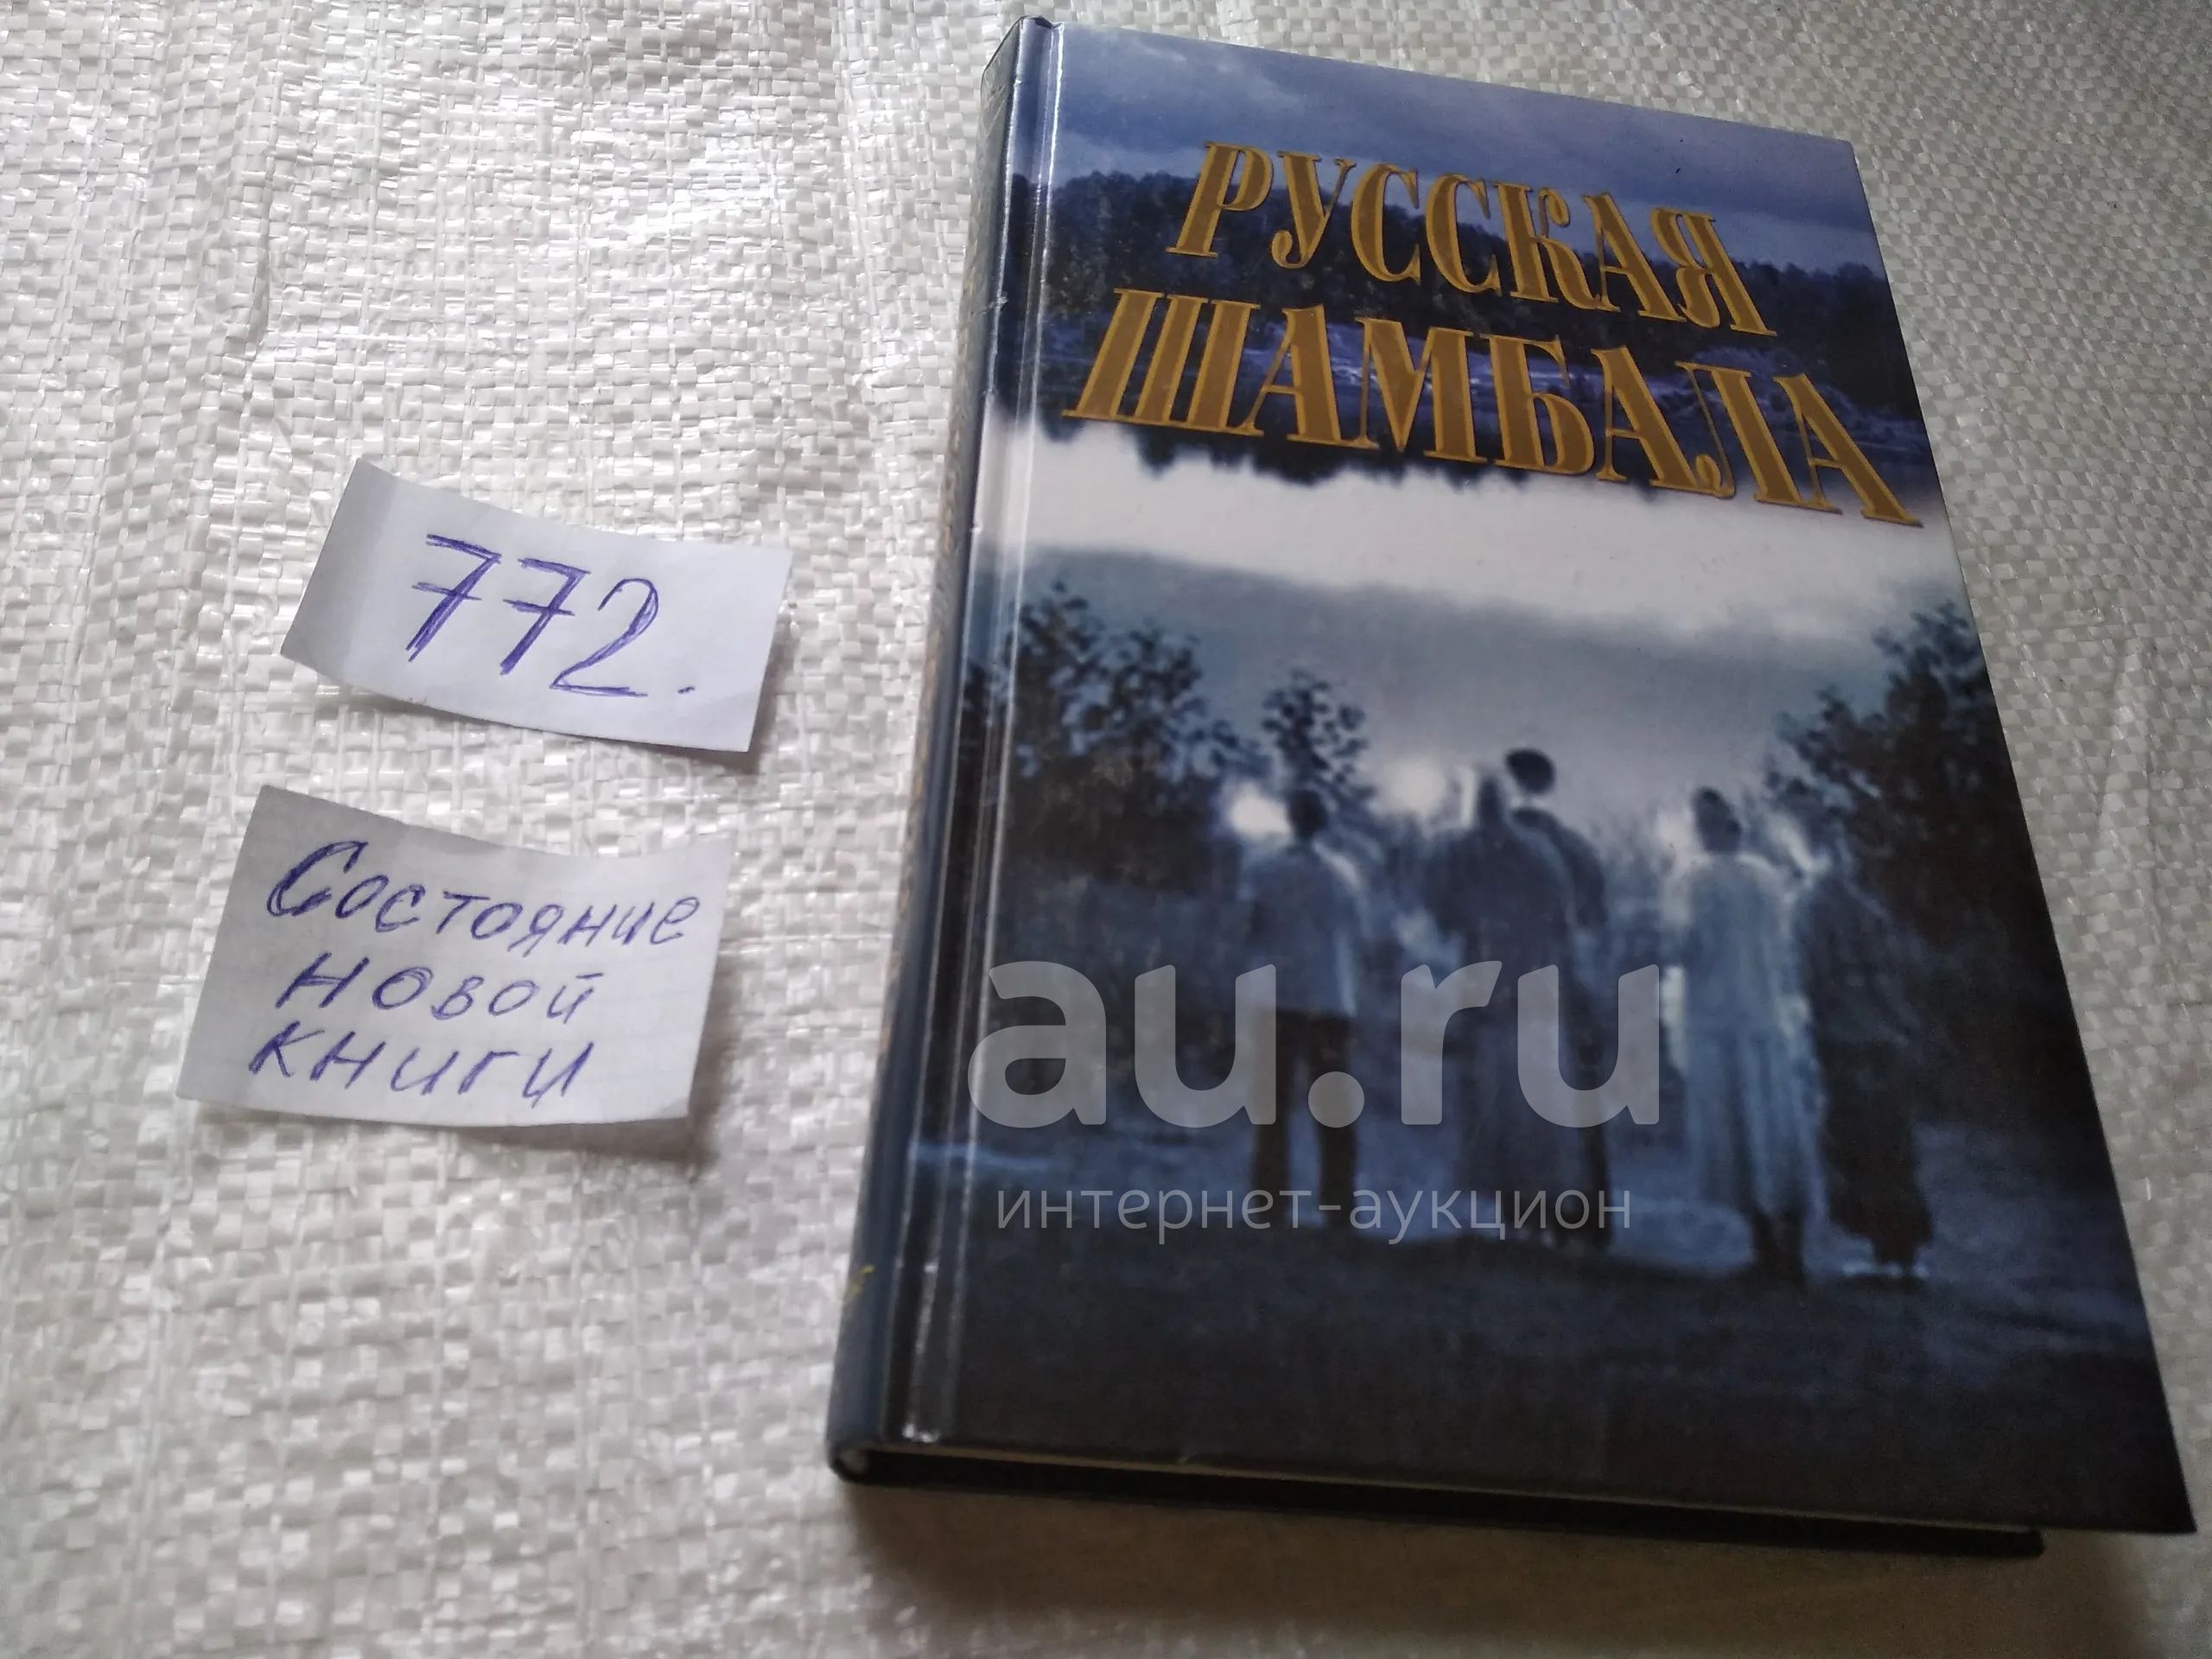 РУССКАЯ
ШАМБАЛА
772.
Состояние
новой
книги
au.ru
интернет-аукцион